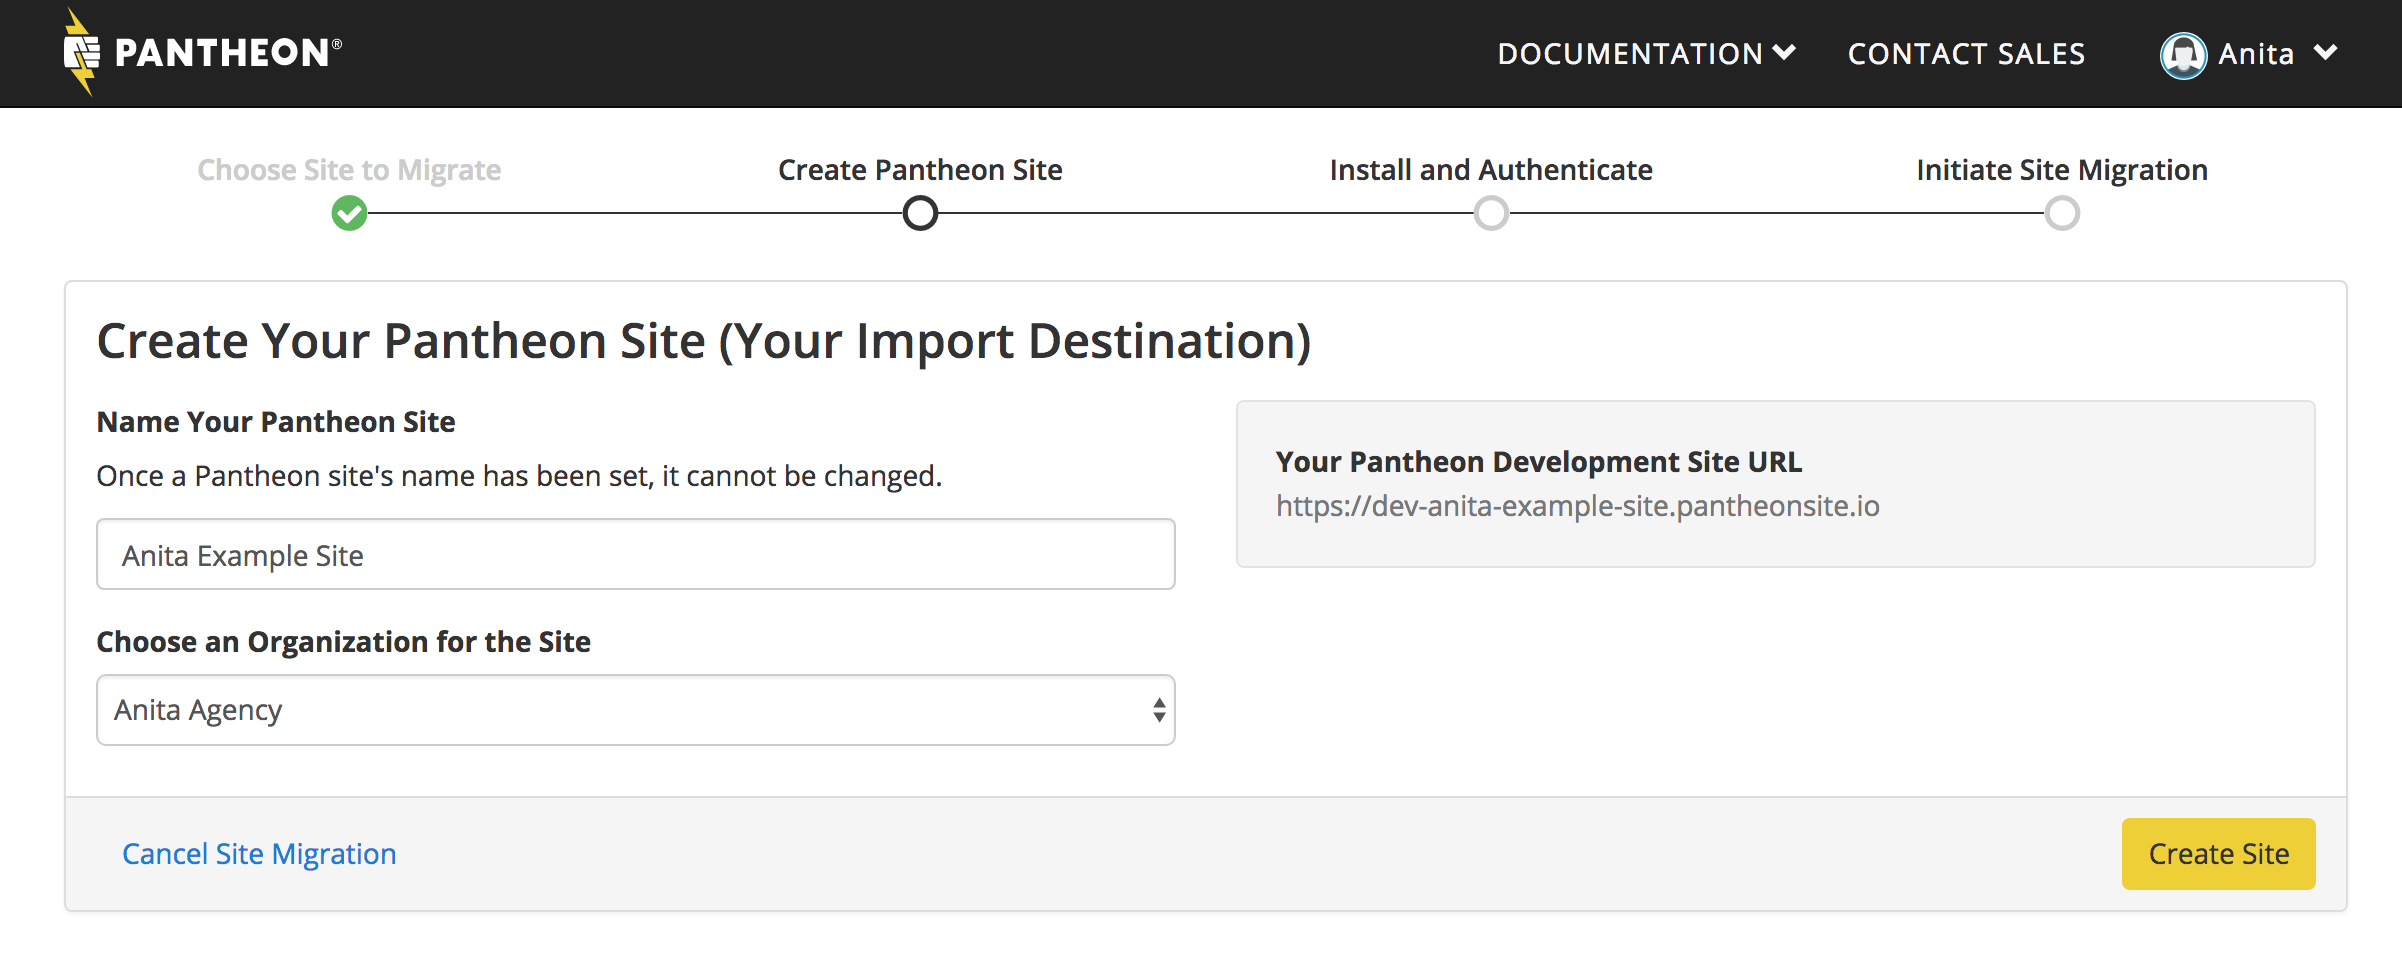 PANTHEON®
DOCUMENTATION
CONTACT SALES
Anita
Choose Site to Migrate
Create Pantheon Site
Install and Authenticate
Initiate Site Migration
Create Your Pantheon Site (Your Import Destination)
Name Your Pantheon Site
Once a Pantheon site's name has been set, it cannot be changed.
Anita Example Site
Choose an Organization for the Site
Anita Agency
Your Pantheon Development Site URL
https://dev-anita-example-site.pantheonsite.io
Cancel Site Migration
Create Site